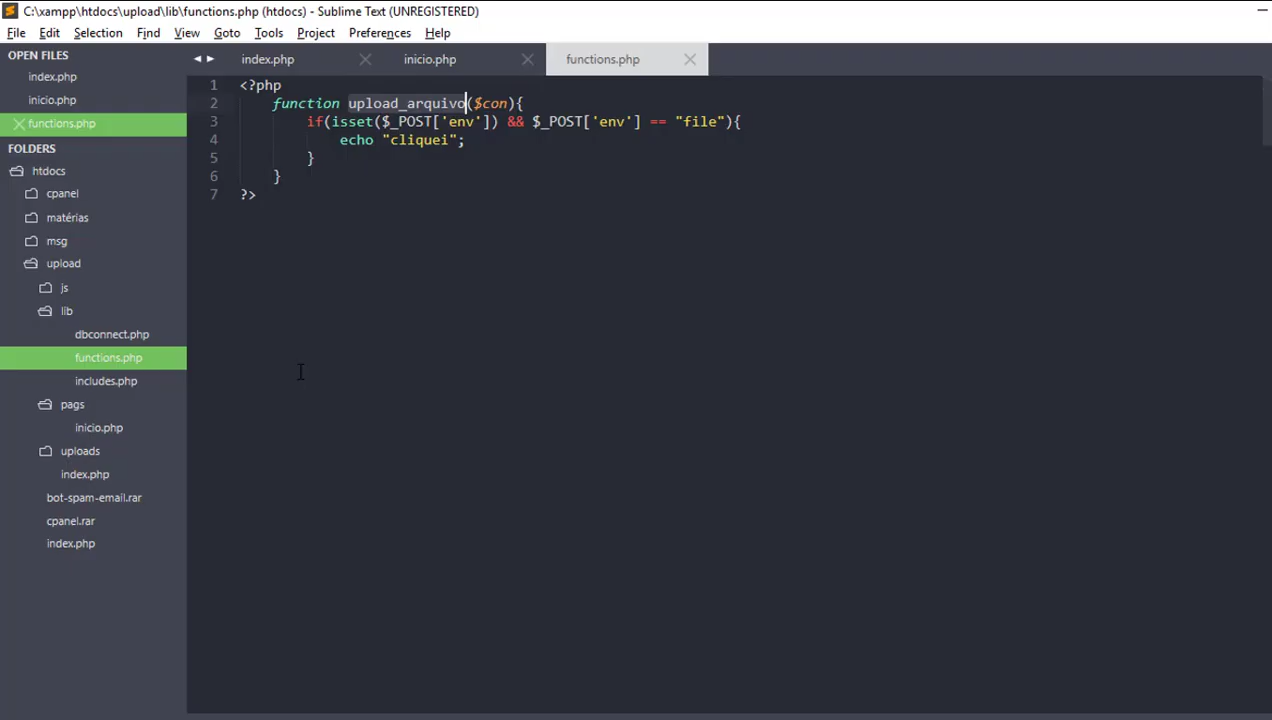 C:\xampp\htdocs\upload\lib\functions.php (htdocs) - Sublime Text (UNREGISTERED)
File Edit Selection Find View Goto Tools Project Preferences Help
OPEN FILES
index.php
inicio.php
functions.php
FOLDERS
htdocs
cpanel
matérias
msg
upload
js
lib
dbconnect.php
functions.php
includes.php
pags
inicio.php
uploads
index.php
bot-spam-email.rar
cpanel.rar
index.php
index.php inicio.php functions.php
1 <?php
2 function upload_arquivo($con){
3 if(isset($_POST['env']) && $_POST['env'] == "file"){
4 echo "cliquei";
5 }
6 }
7 ?>